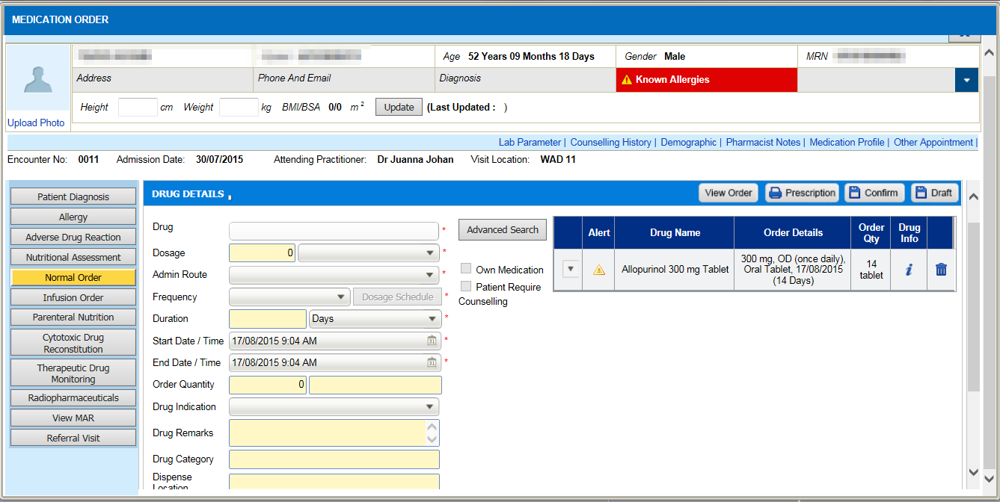 MEDICATION ORDER
Age 52 Years 09 Months 18 Days Gender Male MRN
Address Phone And Email Diagnosis Known Allergies
Height cm Weight kg BMI/BSA 0/0 m 2 Update (Last Updated : )
Upload Photo
Lab Parameter | Counselling History | Demographic | Pharmacist Notes | Medication Profile | Other Appointment |
Encounter No: 0011 Admission Date: 30/07/2015 Attending Practitioner: Dr Juanna Johan Visit Location: WAD 11
Patient Diagnosis
Allergy
Adverse Drug Reaction
Nutritional Assessment
Normal Order
Infusion Order
Parenteral Nutrition
Cytotoxic Drug
Reconstitution
Therapeutic Drug
Monitoring
Radiopharmaceuticals
View MAR
Referral Visit
DRUG DETAILS , View Order Prescription Confirm Draft
Drug * Advanced Search
Dosage 0 *
Admin Route *
Frequency Dosage Schedule *
Duration Days *
Start Date / Time 17/08/2015 9:04 AM 31 *
End Date / Time 17/08/2015 9:04 AM 31 *
Order Quantity 0
Drug Indication
Drug Remarks
Drug Category
Dispense
Location
Own Medication
Patient Require
Counselling
Alert Drug Name Order Details Order
Qty Drug
Info
Allopurinol 300 mg Tablet
300 mg, OD (once daily),
Oral Tablet, 17/08/2015
(14 Days)
14
tablet
i